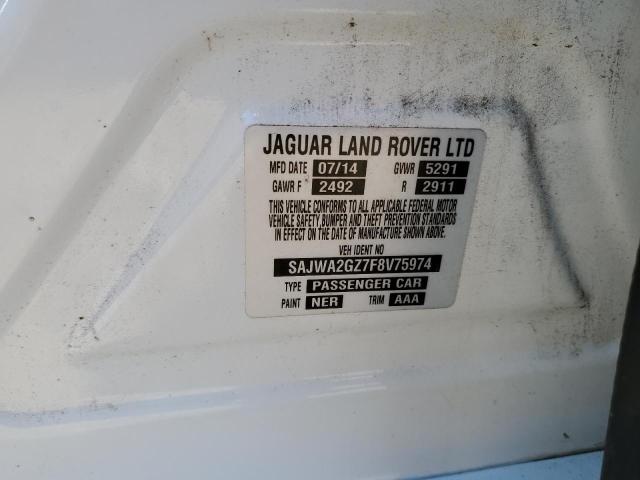 JAGUAR LAND ROVER LTD
MFD DATE 07/14 GVWR 5291
GAWR F 2492 R 2911
THIS VEHICLE CONFORMS TO ALL APPLICABLE FEDERAL MOTOR
VEHICLE SAFETY BUMPER AND THEFT PREVENTION STANDARDS
IN EFFECT ON THE DATE OF MANUFACTURE SHOWN ABOVE.
VEH IDENT NO
SAJWA2GZ7F8V75974
TYPE PASSENGER CAR
PAINT NER TRIM AAA